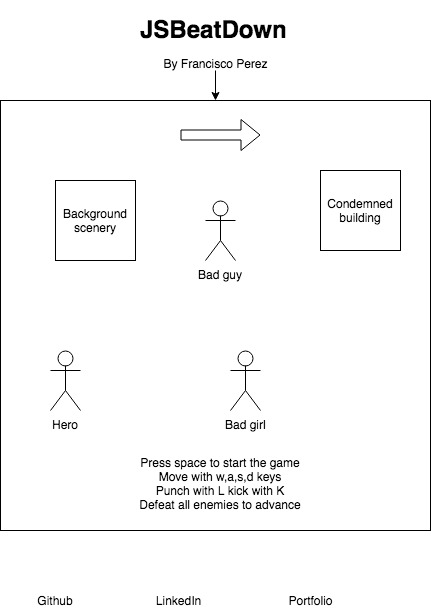 JSBeatDown
By Francisco Perez
Background
scenery
Condemned
building
Bad guy
Hero
Bad girl
Press space to start the game
Move with w,a,s,d keys
Punch with L kick with K
Defeat all enemies to advance
Github
LinkedIn
Portfolio